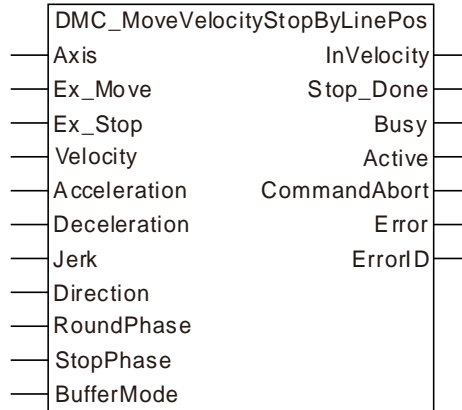 DMC_MoveVelocityStopByLinePos
Axis InVelocity
Ex_Move Stop_Done
Ex_Stop Busy
Velocity Active
Acceleration CommandAbort
Deceleration Error
Jerk ErrorID
Direction
RoundPhase
StopPhase
BufferMode